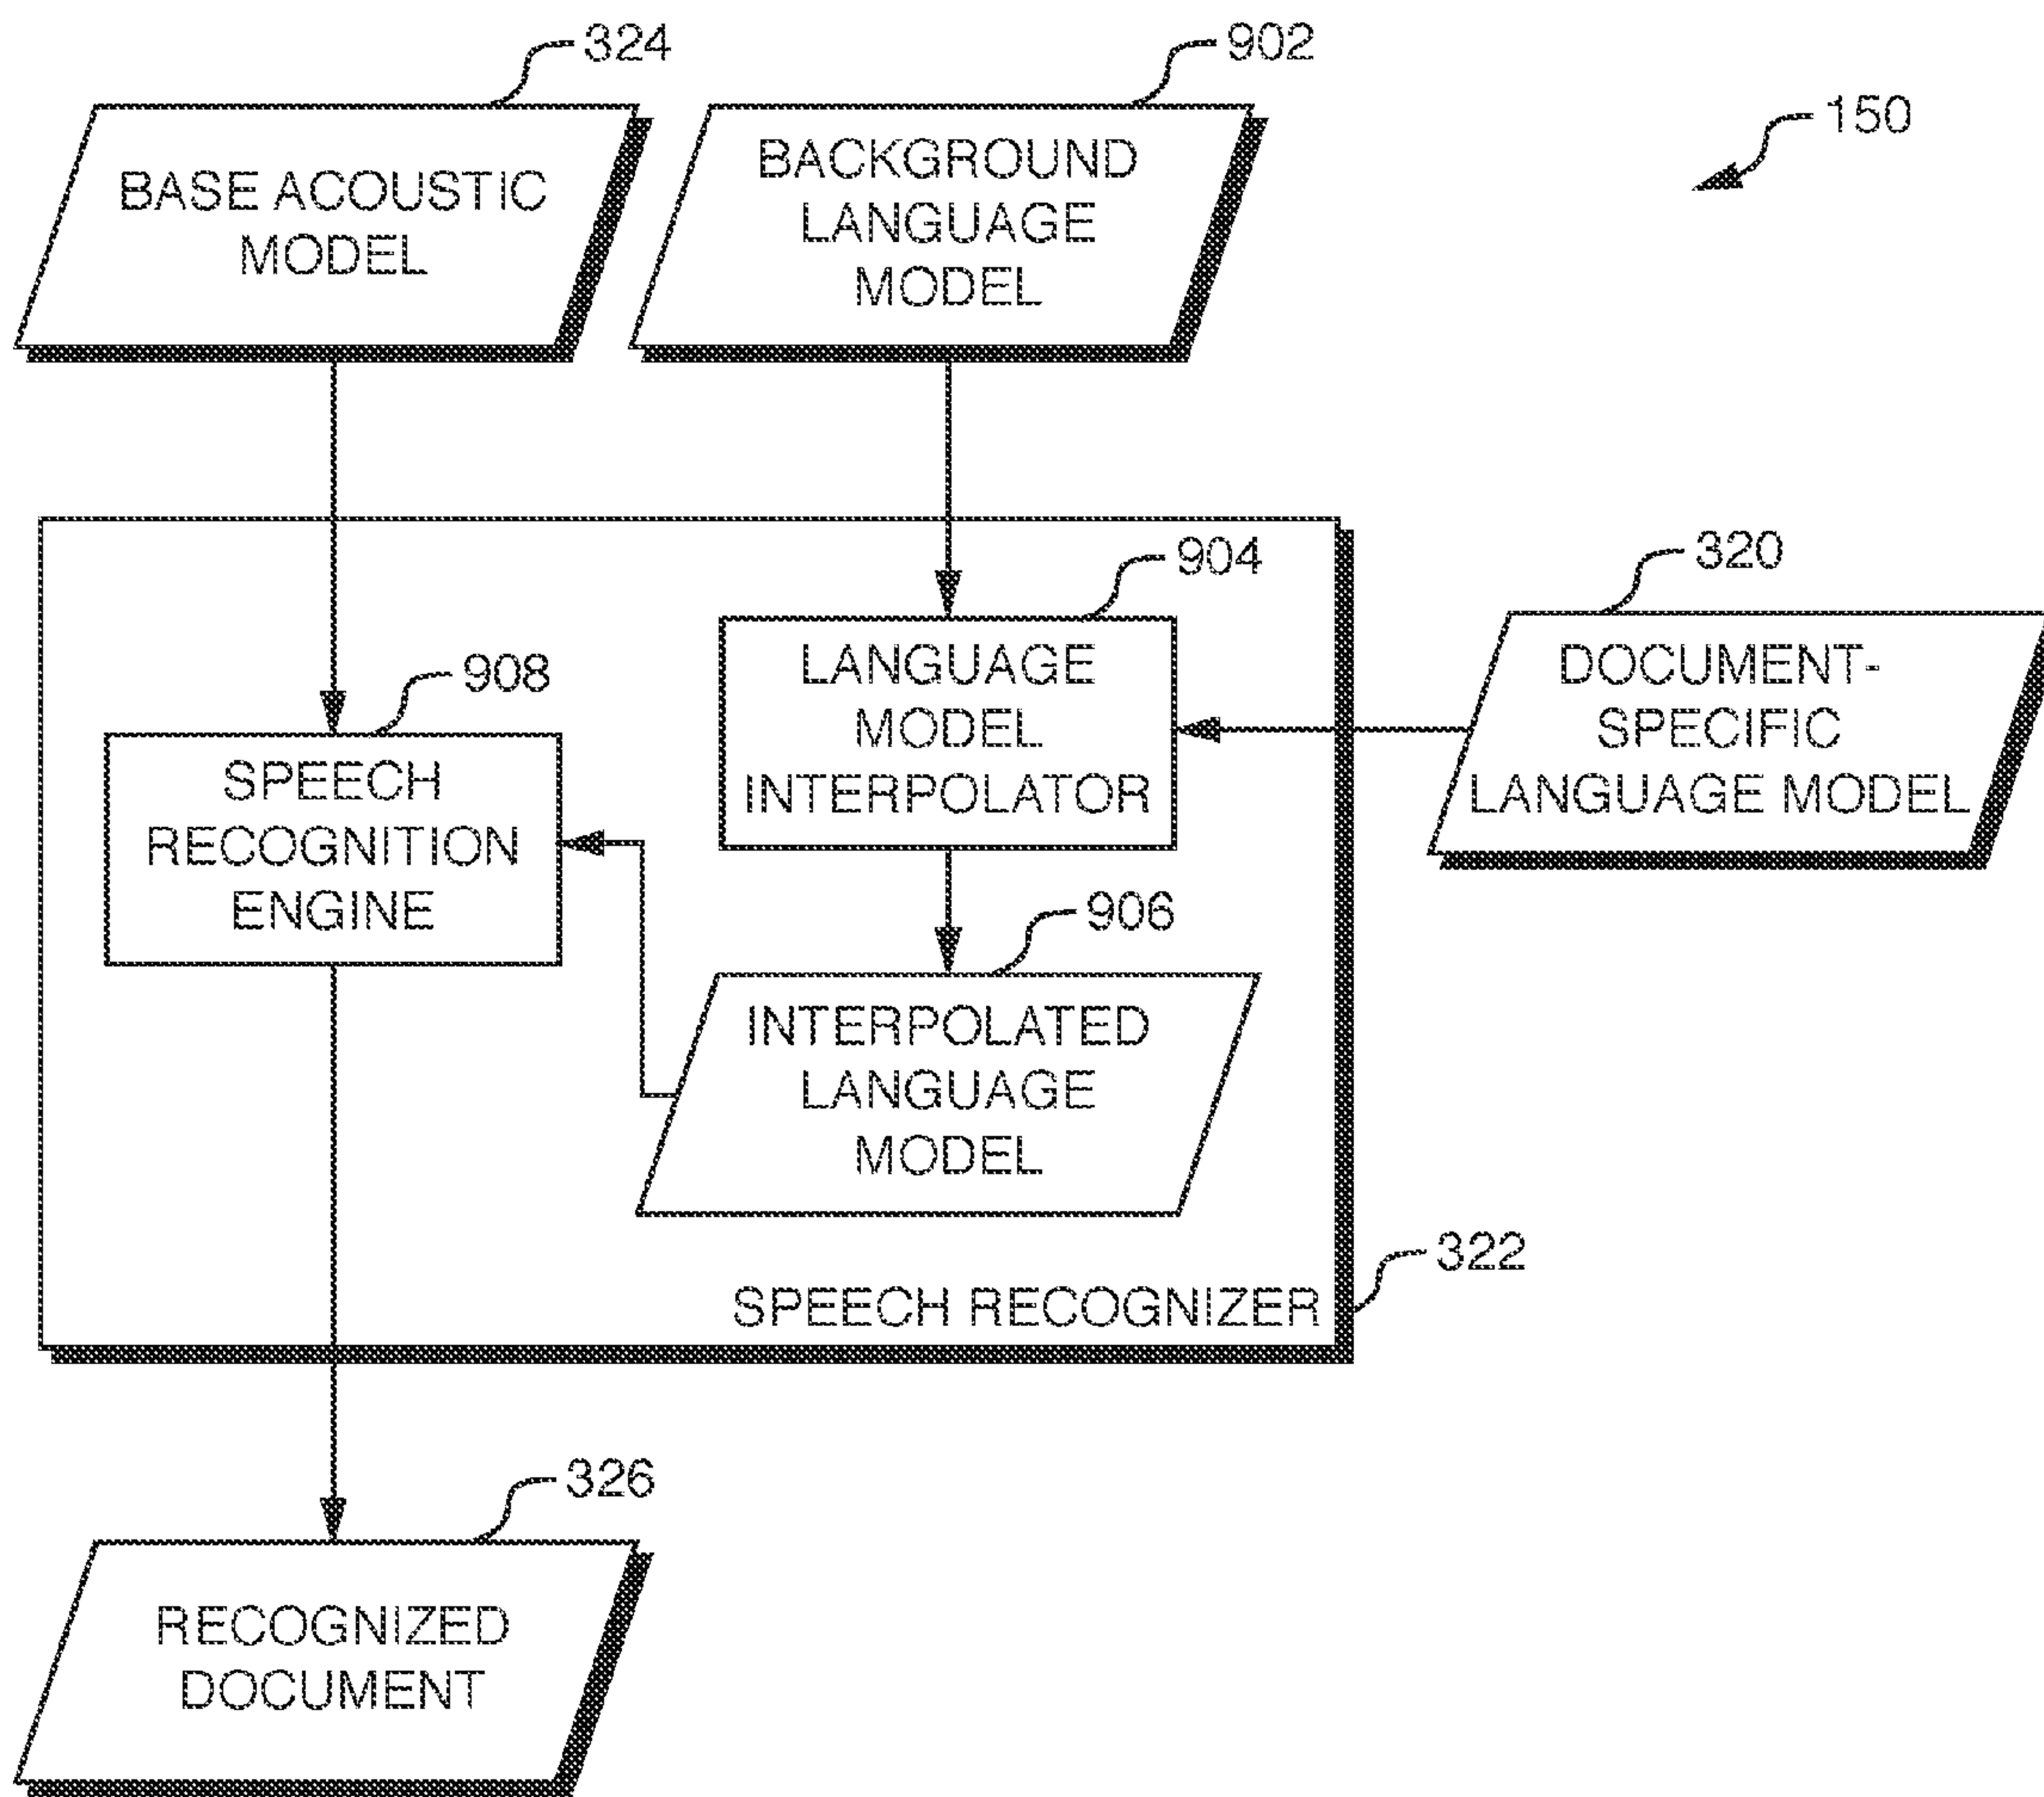 324
902
150
BASE ACOUSTIC
MODEL
BACKGROUND
LANGUAGE
MODEL
904
320
LANGUAGE
MODEL
INTERPOLATOR
DOCUMENT-
SPECIFIC
LANGUAGE MODEL
908
SPEECH
RECOGNITION
ENGINE
906
INTERPOLATED
LANGUAGE
MODEL
322
SPEECH RECOGNIZER
326
RECOGNIZED
DOCUMENT